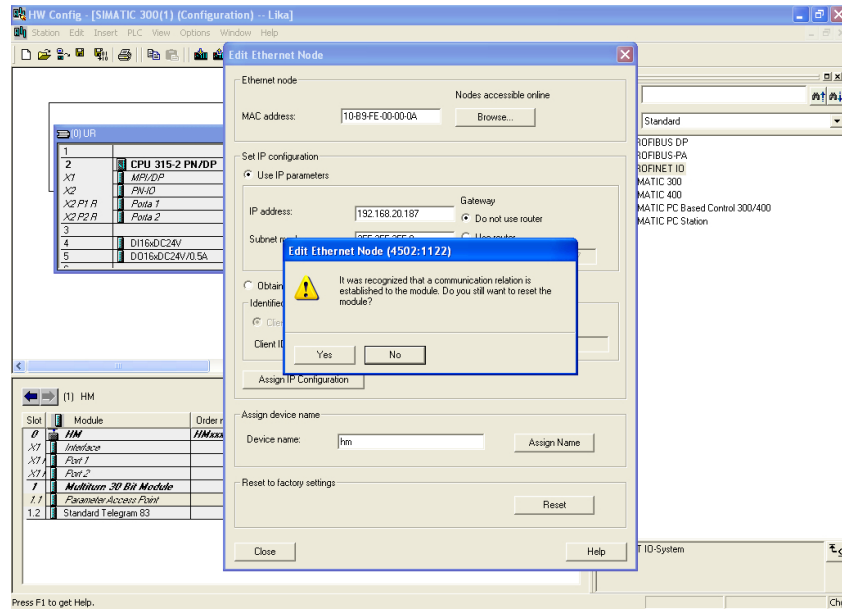 HW Config - [SIMATIC 300(1) (Configuration) -- Lika]
Station Edit Insert PLC View Options Window Help
Edit Ethernet Node
Ethernet node
Nodes accessible online
MAC address:
10-B9-FE-00-00-0A
Browse...
Set IP configuration
Use IP parameters
Gateway
IP address:
192.168.20.187
Do not use router
Subnet
Obtain
Client ID
Assign IP Configuration
Edit Ethernet Node (4502:1122)
It was recognized that a communication relation is
established to the module. Do you still want to reset the
module?
Yes
No
Assign device name
Device name:
hm
Assign Name
Reset to factory settings
Reset
Close
Help
(0) UR
1
2 CPU 315-2 PN/DP
X1 MPI/DP
X2 PN-IO
X2 P1 R Porta 1
X2 P2 R Porta 2
3
4 DI16xDC24V
5 DO16xDC24V/0.5A
(1) HM
Slot Module Order
0 HM HMxxx
X1 Interface
X1 Port 1
X1 Port 2
1 Multiturn 30 Bit Module
1.1 Parameter Access Point
1.2 Standard Telegram 83
Standard
ROFIBUS DP
ROFIBUS-PA
ROFINET IO
MATIC 300
MATIC 400
MATIC PC Based Control 300/400
MATIC PC Station
T IO-System
Press F1 to get Help.
Ch